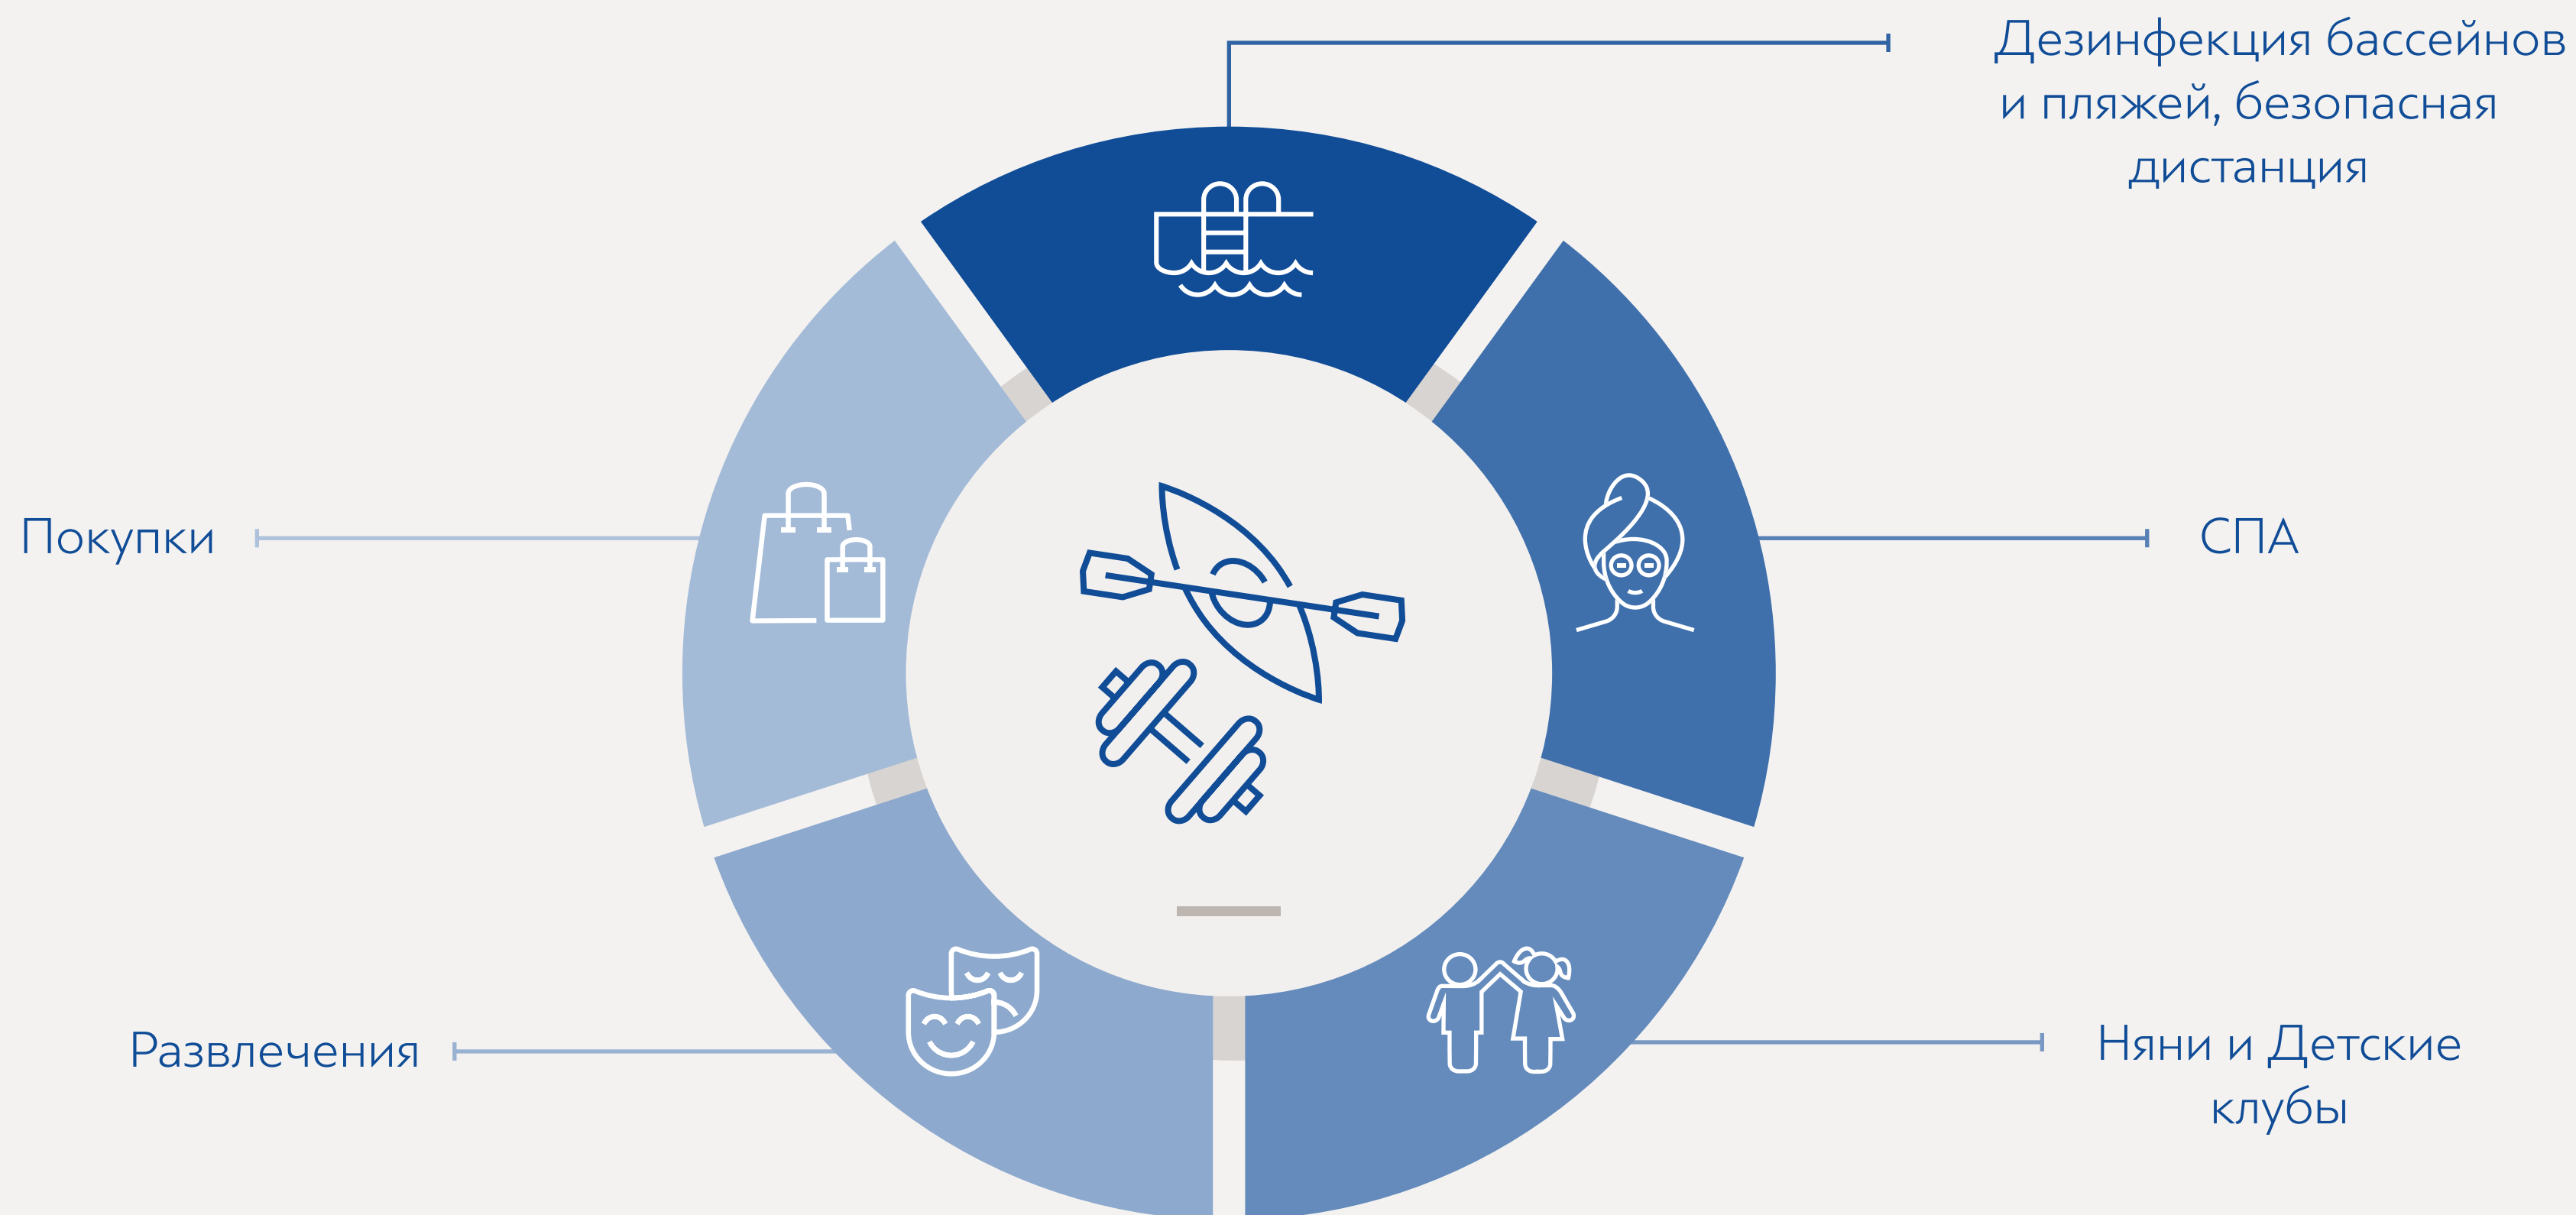 Дезинфекция бассейнов
и пляжей, безопасная
дистанция
Покупки
СПА
Развлечения
Няни и Детские
клубы